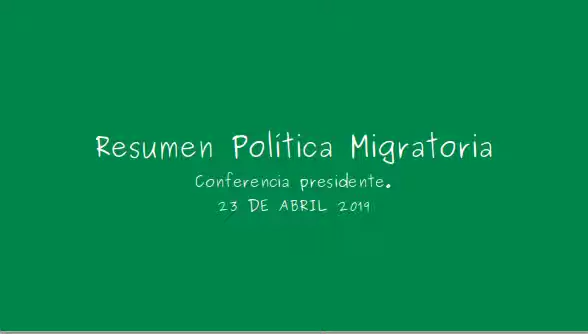 Resumen Política Migratoria
Conferencia presidente.
23 DE ABRIL 2019